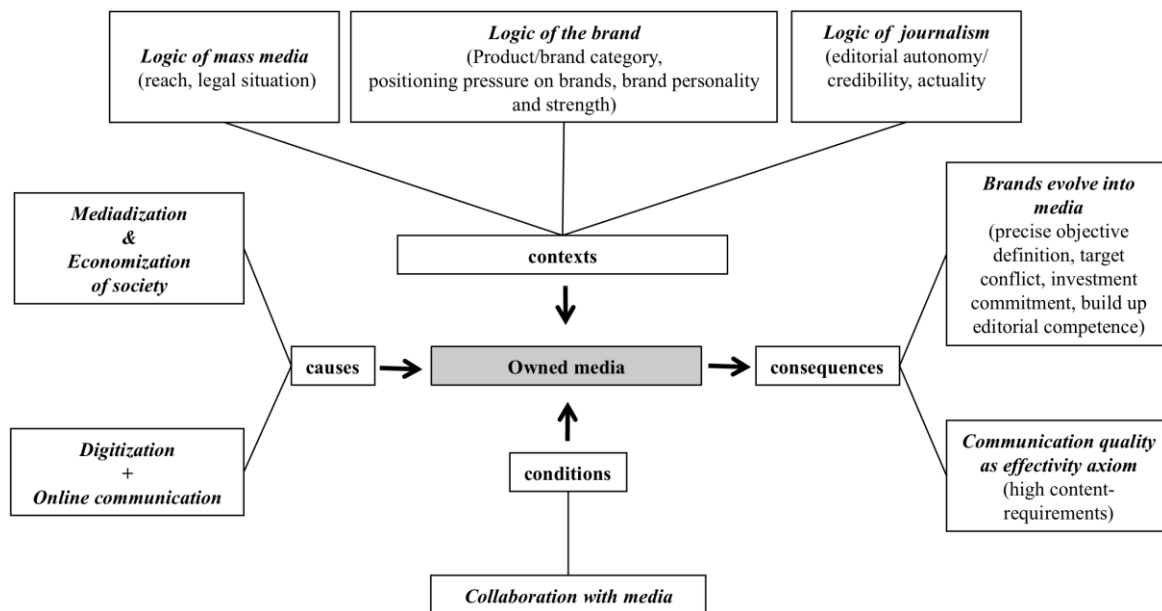 Logic of mass media
(reach, legal situation)
Logic of the brand
(Product/brand category,
positioning pressure on brands, brand personality
and strength)
Logic of journalism
(editorial autonomy/
credibility, actuality
Mediadization
&
Economization
of society
contexts
Brands evolve into
media
(precise objective
definition, target
conflict, investment
commitment, build up
editorial competence)
causes
Owned media
consequences
Digitization
+
Online communication
conditions
Communication quality
as effectivity axiom
(high content-
requirements)
Collaboration with media